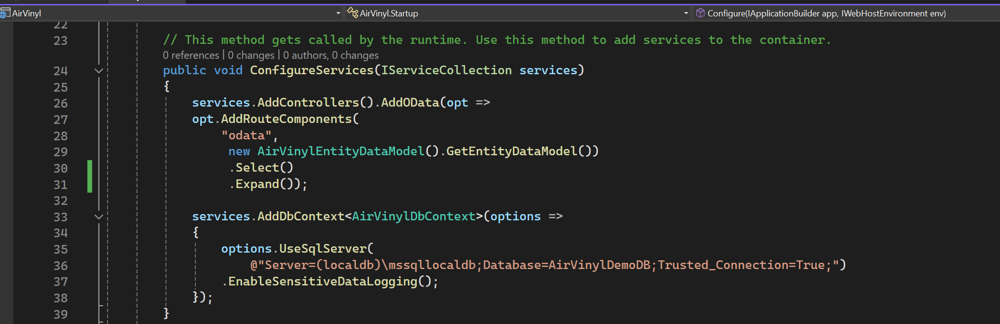 AirVinyl AirVinyl.Startup Configure(IApplicationBuilder app, IWebHostEnvironment env)
22
23 // This method gets called by the runtime. Use this method to add services to the container.
0 references | 0 changes | 0 authors, 0 changes
24 public void ConfigureServices(IServiceCollection services)
25 {
26 services.AddControllers().AddOData(opt =>
27 opt.AddRouteComponents(
28 "odata",
29 new AirVinylEntityDataModel().GetEntityDataModel())
30 .Select()
31 .Expand());
32
33 services.AddDbContext<AirVinylDbContext>(options =>
34 {
35 options.UseSqlServer(
36 @"Server=(localdb)\mssqllocaldb;Database=AirVinylDemoDB;Trusted_Connection=True;")
37 .EnableSensitiveDataLogging();
38 });
39 }